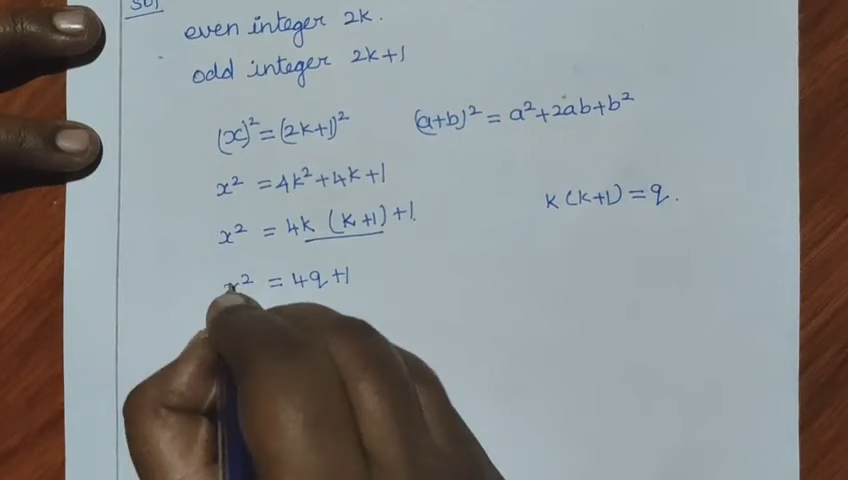 Sol
even integer 2k.
odd integer 2k+1
(x)² = (2k+1)² (a+b)² = a²+2ab+b²
x² = 4k²+4k+1
x² = 4k (k+1)+1. k(k+1) = q.
x² = 4q+1